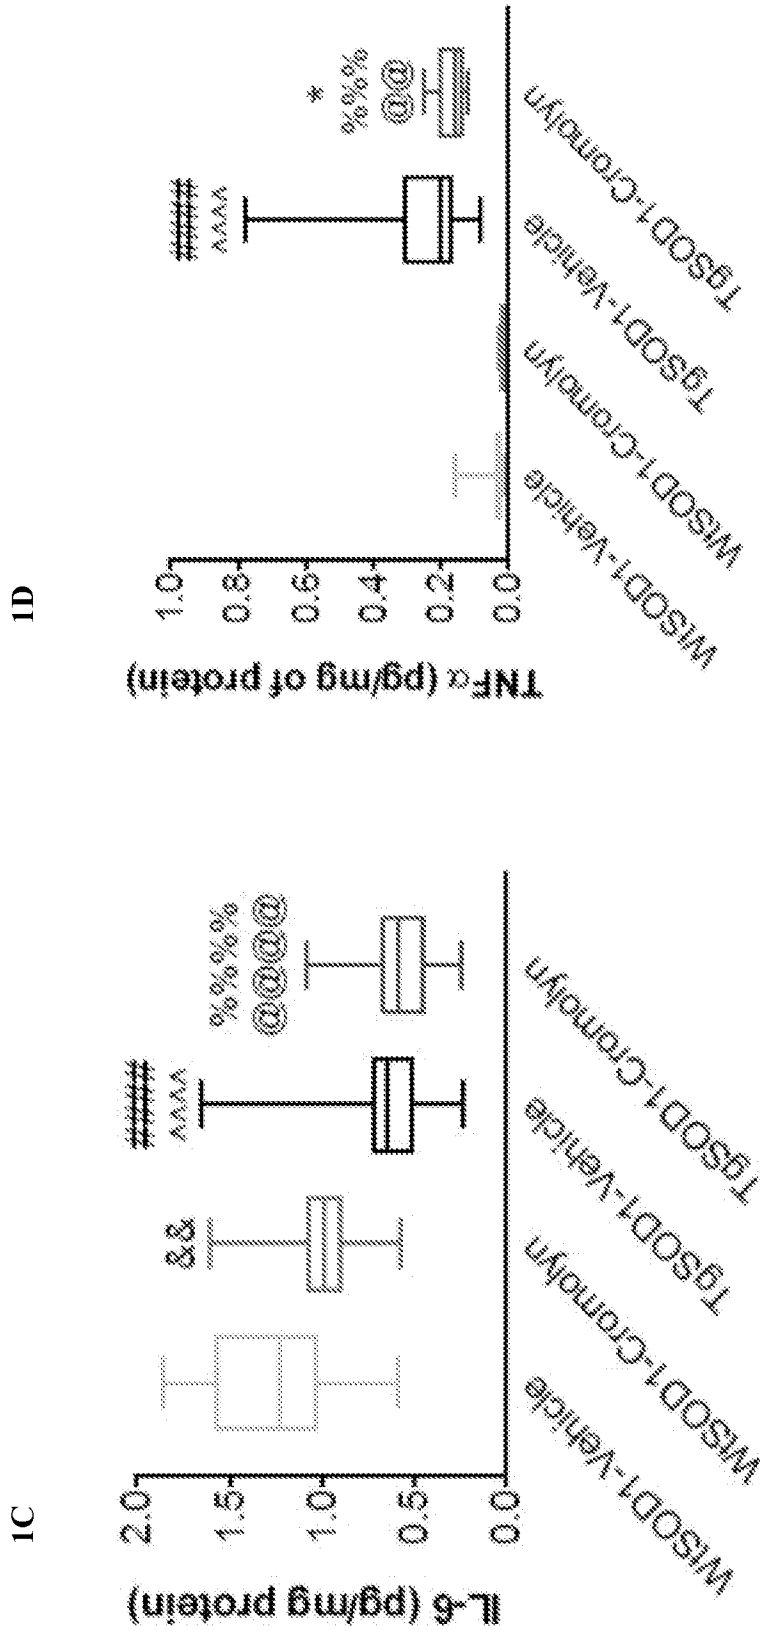 1C
IL-6 (pg/mg protein)
2.0
1.5
1.0
0.5
0.0
&&
####
^^^^
%%%%
@@@@
WtSOD1-Vehicle
WtSOD1-Cromolyn
TgSOD1-Vehicle
TgSOD1-Cromolyn
1D
TNF α (pg/mg of protein)
1.0
0.8
0.6
0.4
0.2
0.0
####
^^^^
*
%%%
@@
WtSOD1-Vehicle
WtSOD1-Cromolyn
TgSOD1-Vehicle
TgSOD1-Cromolyn